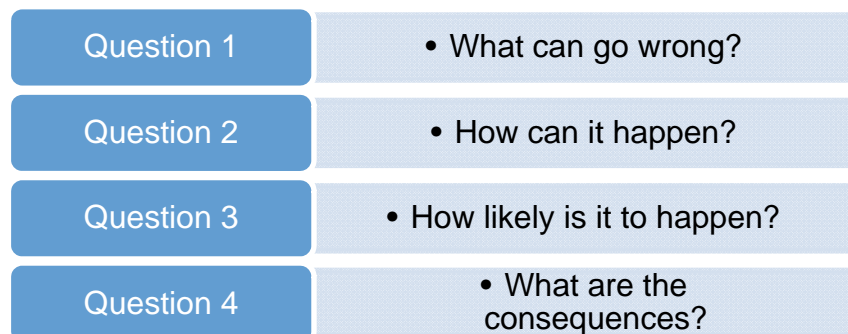 Question 1
• What can go wrong?
Question 2
• How can it happen?
Question 3
• How likely is it to happen?
Question 4
• What are the
consequences?